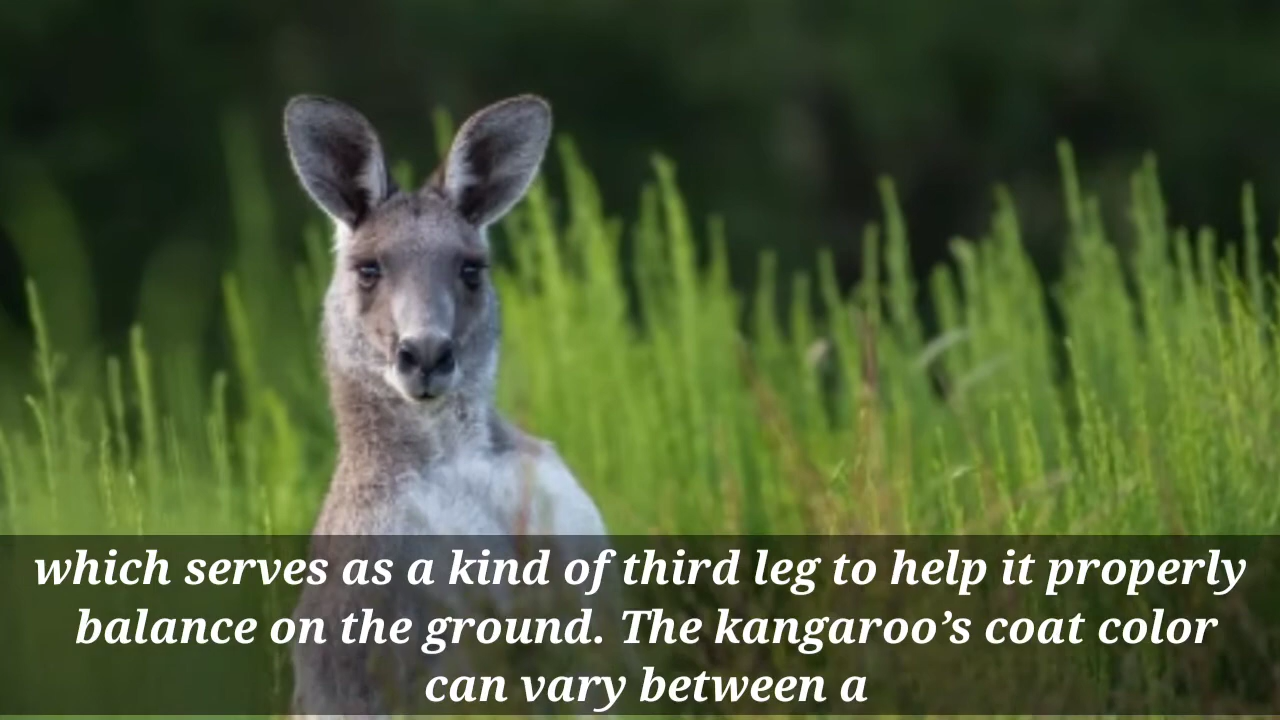 which serves as a kind of third leg to help it properly
balance on the ground. The kangaroo’s coat color
can vary between a